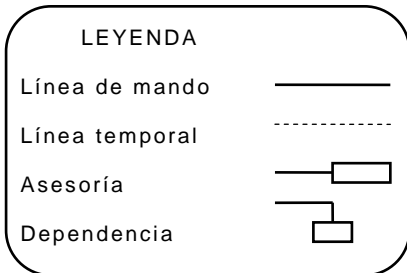 LEYENDA
Línea de mando
Línea temporal
Asesoría
Dependencia